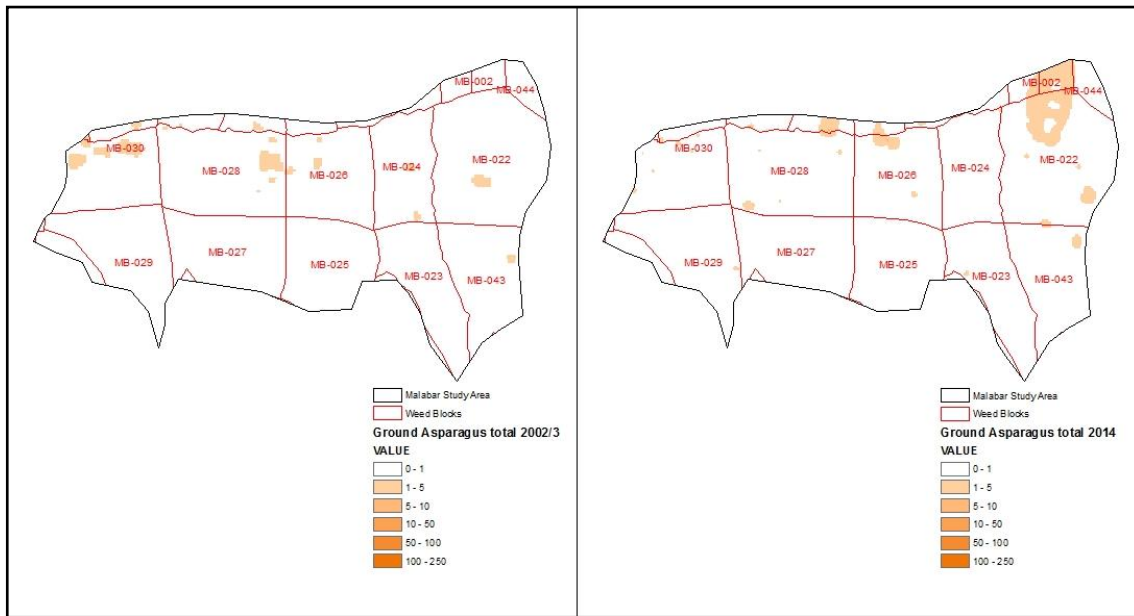 MB-002
MB-044
MB-030
MB-028
MB-026
MB-024
MB-022
MB-029
MB-027
MB-025
MB-023
MB-043
Malabar Study Area
Weed Blocks
Ground Asparagus total 2002/3
VALUE
0 - 1
1 - 5
5 - 10
10 - 50
50 - 100
100 - 250
MB-002
MB-044
MB-030
MB-028
MB-026
MB-024
MB-022
MB-029
MB-027
MB-025
MB-023
MB-043
Malabar Study Area
Weed Blocks
Ground Asparagus total 2014
VALUE
0 - 1
1 - 5
5 - 10
10 - 50
50 - 100
100 - 250